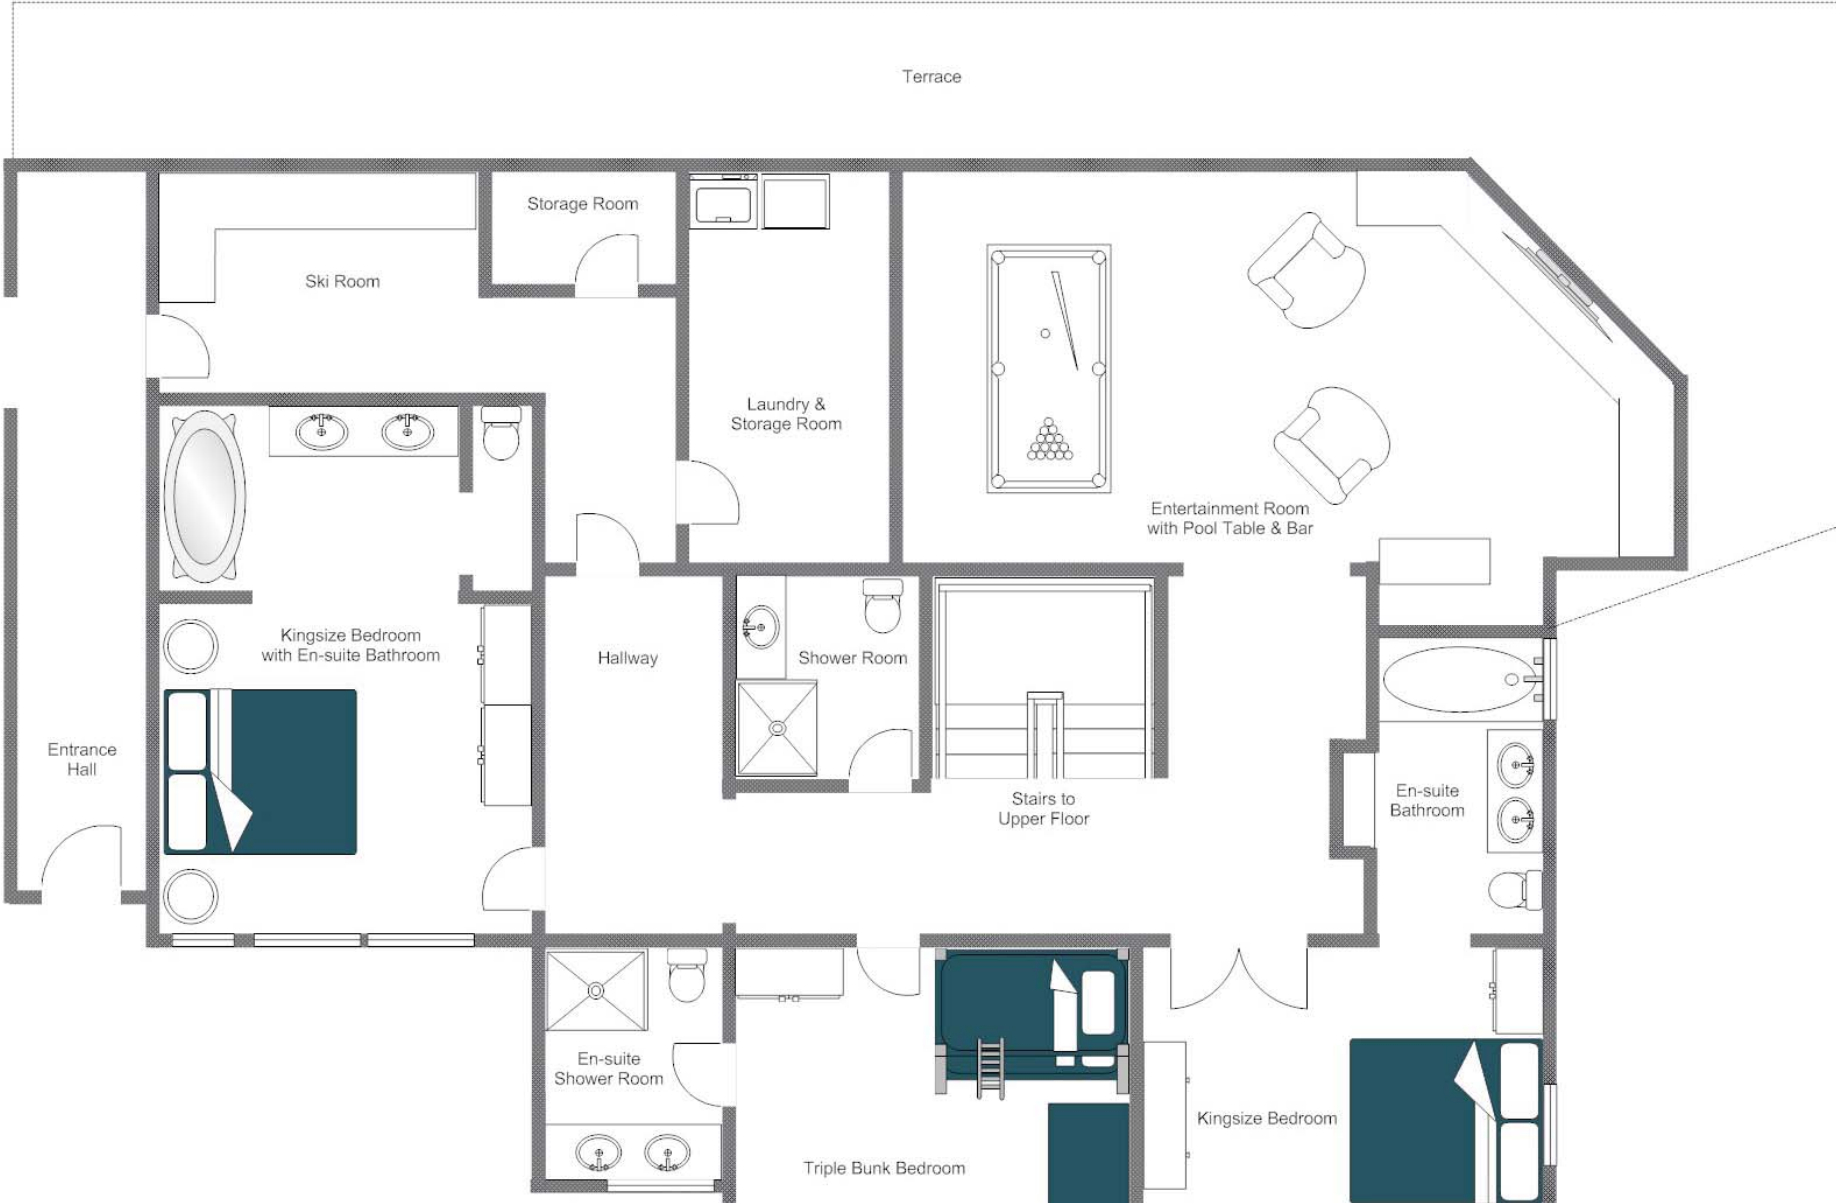 Terrace
Storage Room
Ski Room
Laundry &
Storage Room
Entertainment Room
with Pool Table & Bar
Kingsize Bedroom
with En-suite Bathroom
Hallway
Shower Room
Entrance
Hall
Stairs to
Upper Floor
En-suite
Bathroom
En-suite
Shower Room
Kingsize Bedroom
Triple Bunk Bedroom